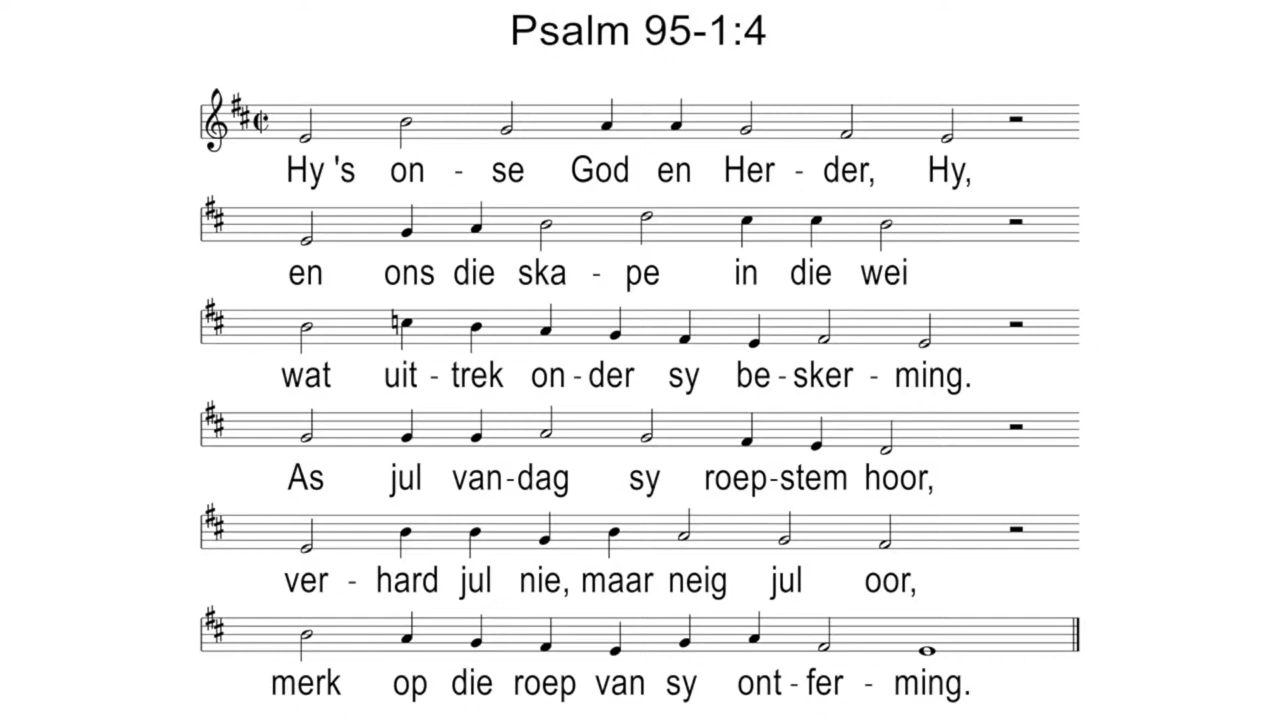 Psalm 95-1:4
Hy 's on - se God en Her - der, Hy,
en ons die ska - pe in die wei
wat uit - trek on - der sy be - sker - ming.
As jul van-dag sy roep-stem hoor,
ver - hard jul nie, maar neig jul oor,
merk op die roep van sy ont - fer - ming.